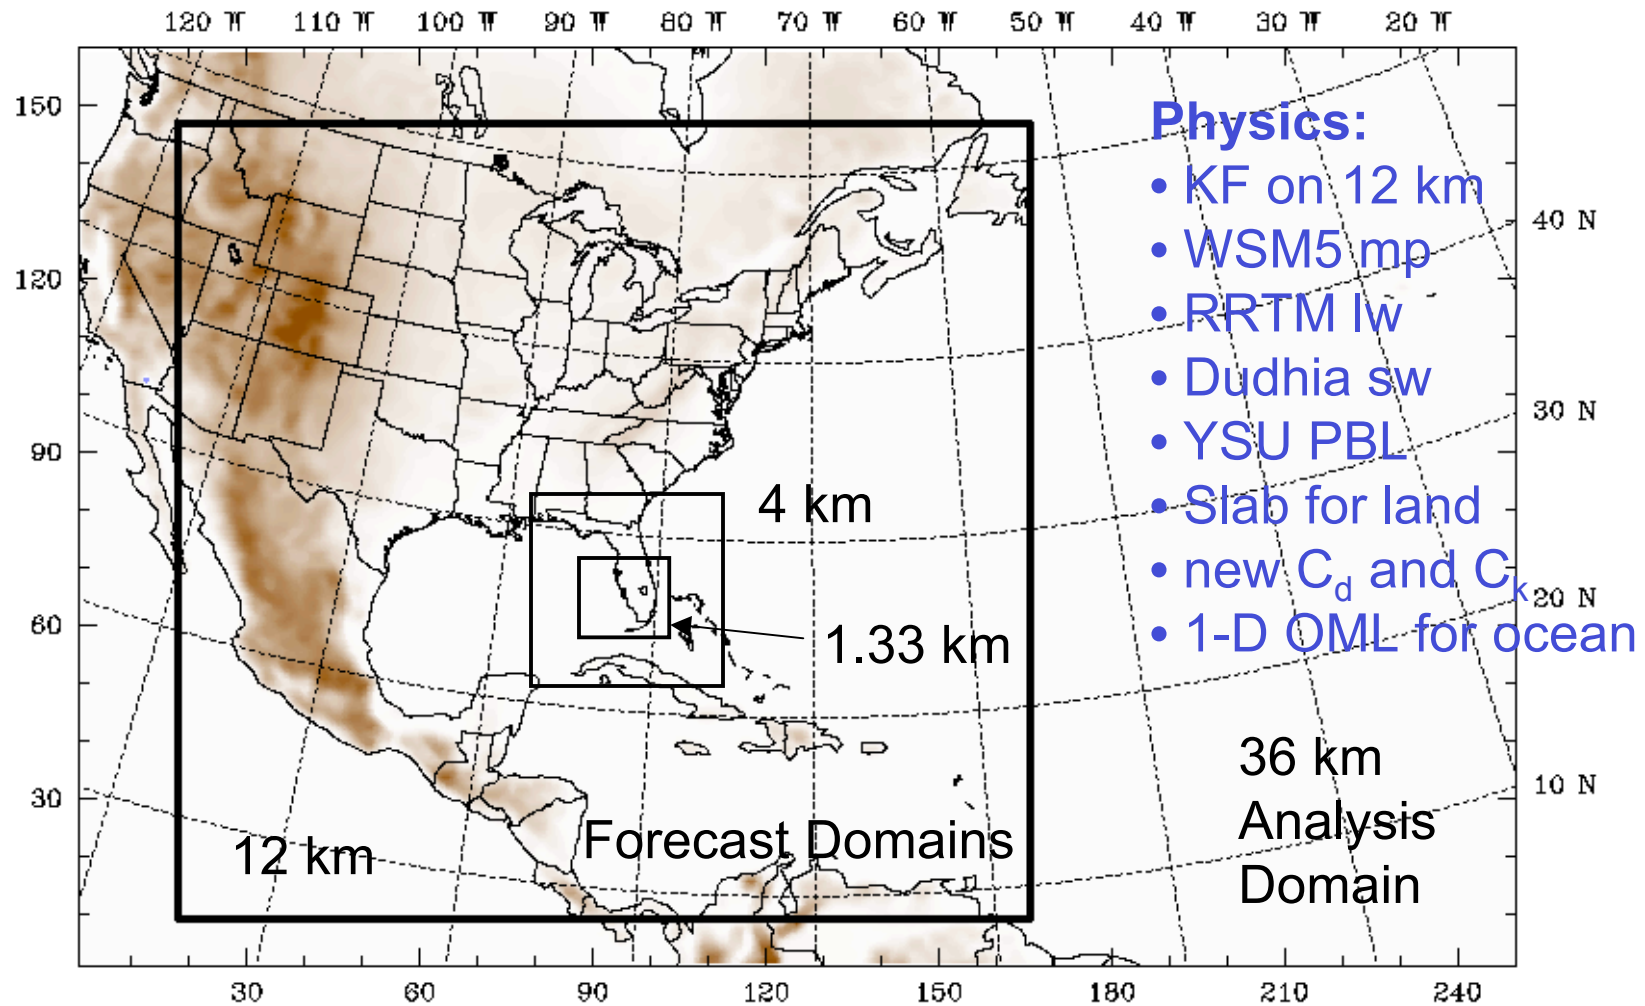 120 W 110 W 100 W 90 W 80 W 70 W 60 W 50 W 40 W 30 W 20 W
150
120
90
60
30
40 N
30 N
20 N
10 N
Physics:
• KF on 12 km
• WSM5 mp
• RRTM lw
• Dudhia sw
• YSU PBL
• Slab for land
• new Cd and Ck
• 1-D OML for ocean
4 km
1.33 km
12 km
Forecast Domains
36 km
Analysis
Domain
30 60 90 120 150 180 210 240